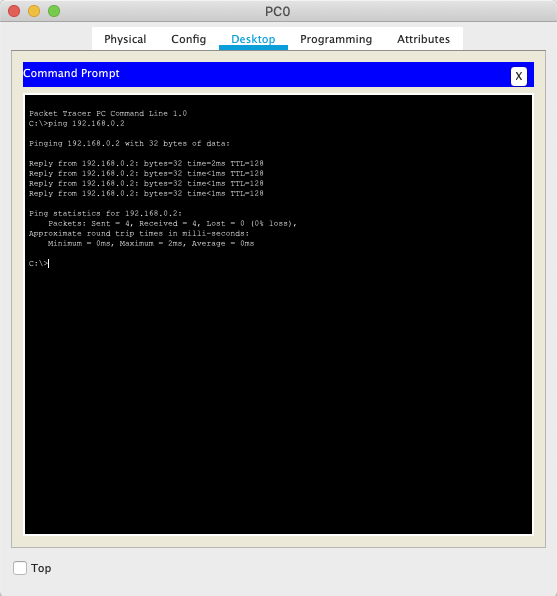 PC0
Physical Config Desktop Programming Attributes
Command Prompt
X
Packet Tracer PC Command Line 1.0
C:\>ping 192.168.0.2
Pinging 192.168.0.2 with 32 bytes of data:
Reply from 192.168.0.2: bytes=32 time=2ms TTL=128
Reply from 192.168.0.2: bytes=32 time<1ms TTL=128
Reply from 192.168.0.2: bytes=32 time<1ms TTL=128
Reply from 192.168.0.2: bytes=32 time<1ms TTL=128
Ping statistics for 192.168.0.2:
Packets: Sent = 4, Received = 4, Lost = 0 (0% loss),
Approximate round trip times in milli-seconds:
Minimum = 0ms, Maximum = 2ms, Average = 0ms
C:\>
Top